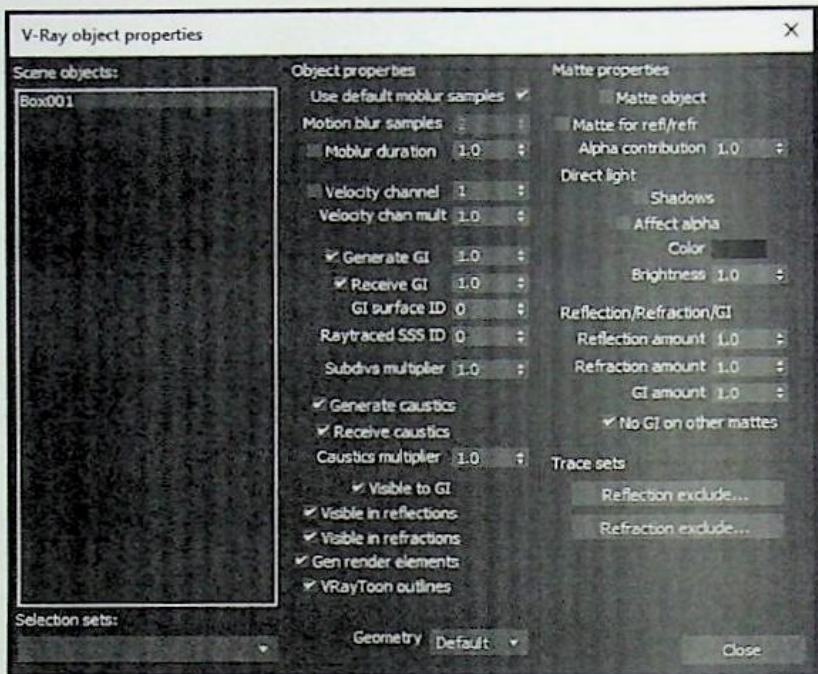 V-Ray object properties
Scene objects:
Box001
Selection sets:
Object properties
Use default moblur samples
Motion blur samples
Moblur duration 1.0
Velocity channel 1
Velocity chan mult 1.0
Generate GI 1.0
Receive GI 1.0
GI surface ID 0
Raytraced SSS ID 0
Subdivs multiplier 1.0
Generate caustics
Receive caustics
Caustics multiplier 1.0
Visible to GI
Visible in reflections
Visible in refractions
Gen render elements
VRayToon outlines
Geometry Default
Matte properties
Matte object
Matte for refl/refr
Alpha contribution 1.0
Direct light
Shadows
Affect alpha
Color
Brightness 1.0
Reflection/Refraction/GI
Reflection amount 1.0
Refraction amount 1.0
GI amount 1.0
No GI on other mattes
Trace sets
Reflection exclude...
Refraction exclude...
Close